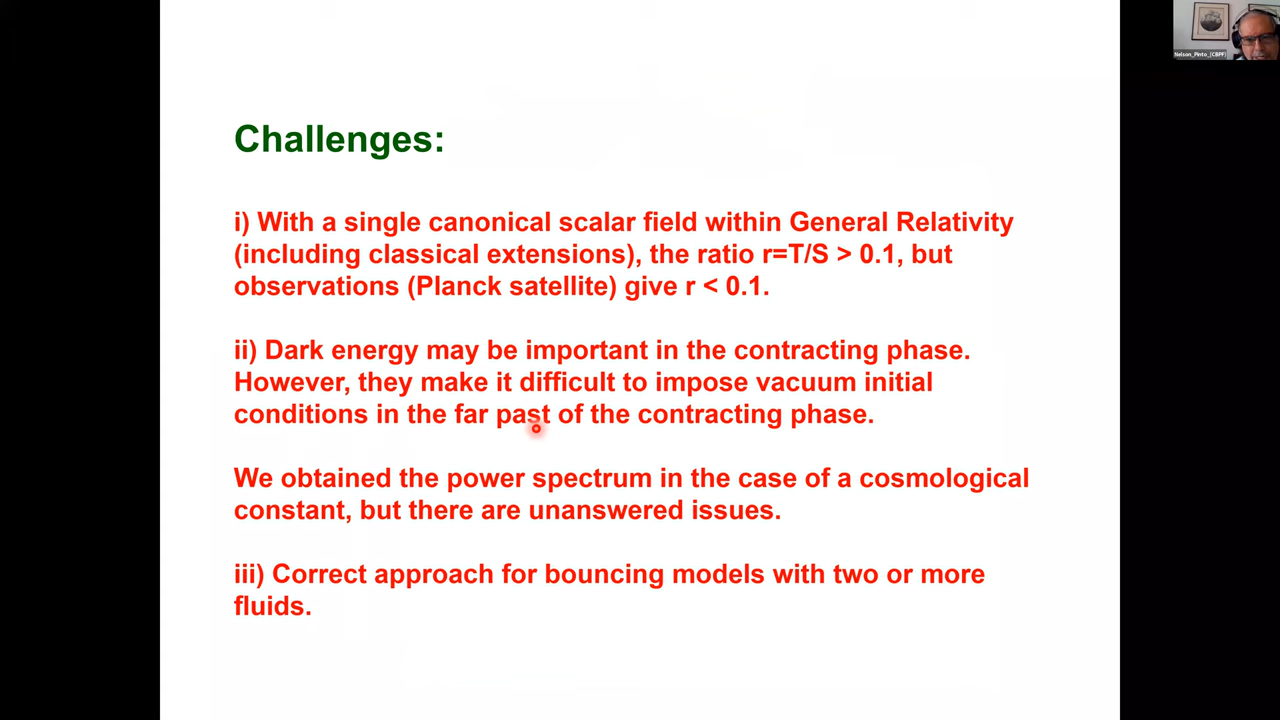 Nelson_Pinto_(CBPF)
Challenges:
i) With a single canonical scalar field within General Relativity
(including classical extensions), the ratio r=T/S > 0.1, but
observations (Planck satellite) give r < 0.1.
ii) Dark energy may be important in the contracting phase.
However, they make it difficult to impose vacuum initial
conditions in the far past of the contracting phase.
We obtained the power spectrum in the case of a cosmological
constant, but there are unanswered issues.
iii) Correct approach for bouncing models with two or more
fluids.